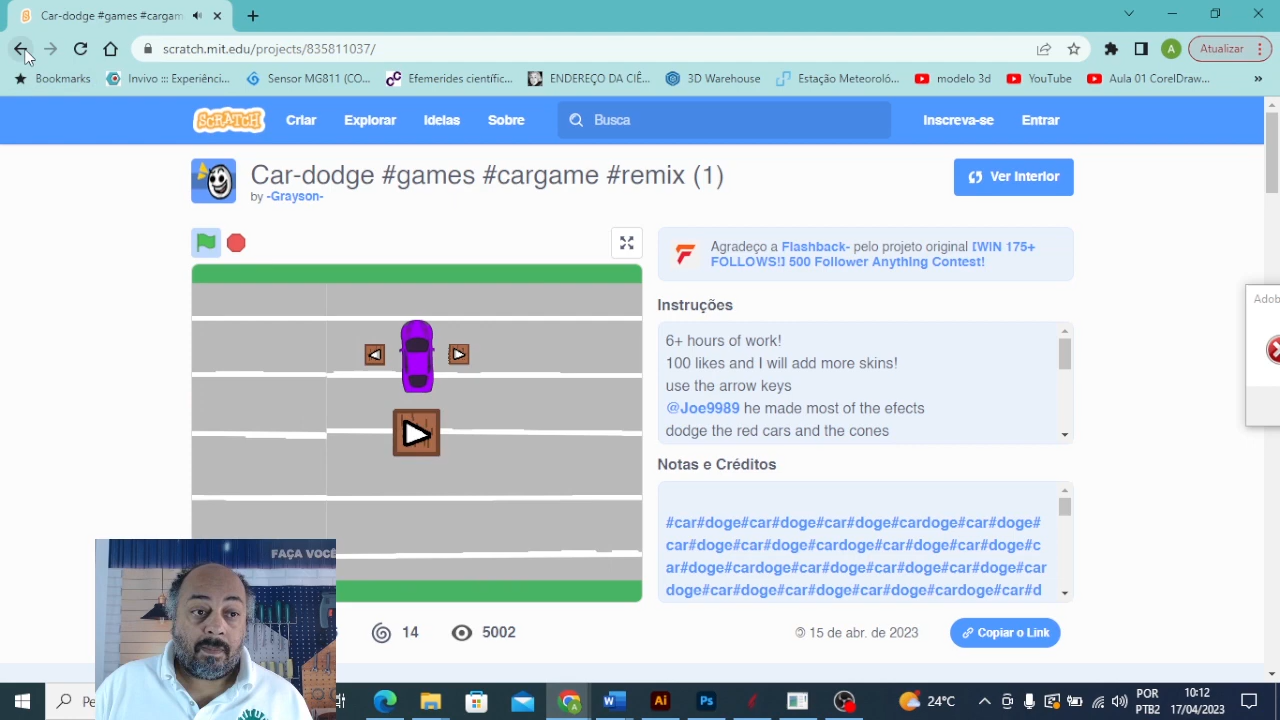 Car-dodge #games #cargam
scratch.mit.edu/projects/835811037/
A
Atualizar
Bookmarks
Invivo ::: Experiênci...
Sensor MG811 (CO...
Efemerides científic...
ENDEREÇO DA CIÊ...
3D Warehouse
Estação Meteoroló...
modelo 3d
YouTube
Aula 01 CorelDraw...
»
SCRATCH
Criar
Explorar
Ideias
Sobre
Busca
Inscreva-se
Entrar
Car-dodge #games #cargame #remix (1)
by -Grayson-
Ver Interior
Agradeço a Flashback- pelo projeto original [WIN 175+
FOLLOWS!] 500 Follower Anything Contest!
Instruções
6+ hours of work!
100 likes and I will add more skins!
use the arrow keys
@Joe9989 he made most of the efects
dodge the red cars and the cones
Notas e Créditos
#car#doge#car#doge#car#doge#cardoge#car#doge#
car#doge#car#doge#cardoge#car#doge#car#doge#c
ar#doge#cardoge#car#doge#car#doge#car#doge#car
doge#car#doge#car#doge#car#doge#cardoge#car#d
Adob
FAÇA VOCÊ
14
5002
15 de abr. de 2023
Copiar o Link
Pe
W
Ai
Ps
24°C
POR
PTB2
10:12
17/04/2023